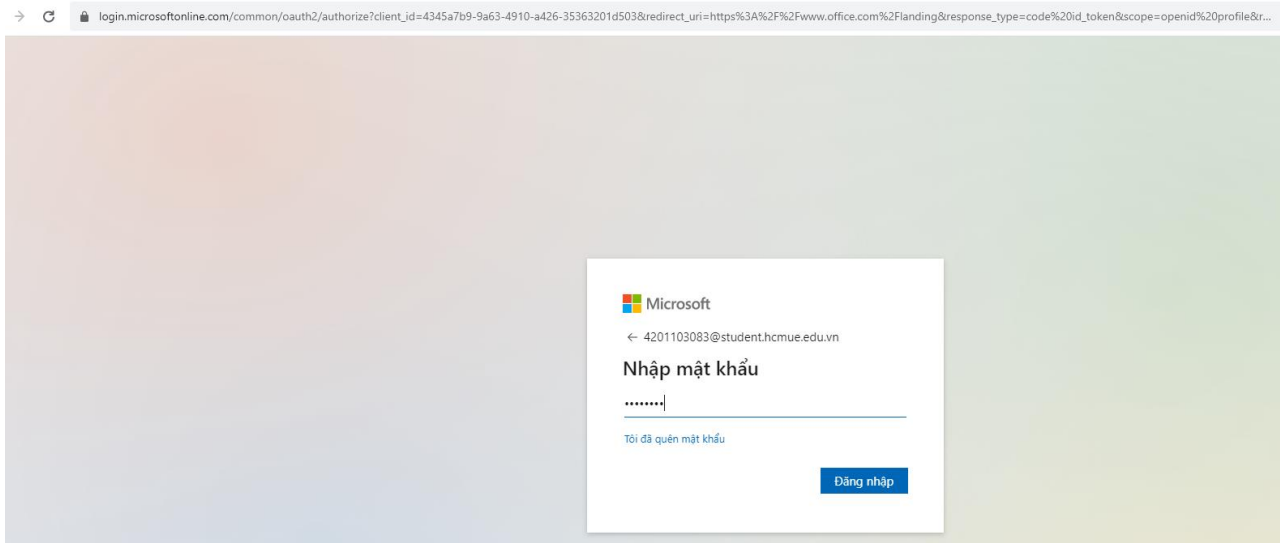 login.microsoftonline.com/common/oauth2/authorize?client_id=4345a7b9-9a63-4910-a426-35363201d503&redirect_uri=https%3A%2F%2Fwww.office.com%2Flanding&response_type=code%20id_token&scope=openid%20profile&r...
Microsoft
← 4201103083@student.hcmue.edu.vn
Nhập mật khẩu
••••••••
Tôi đã quên mật khẩu
Đăng nhập